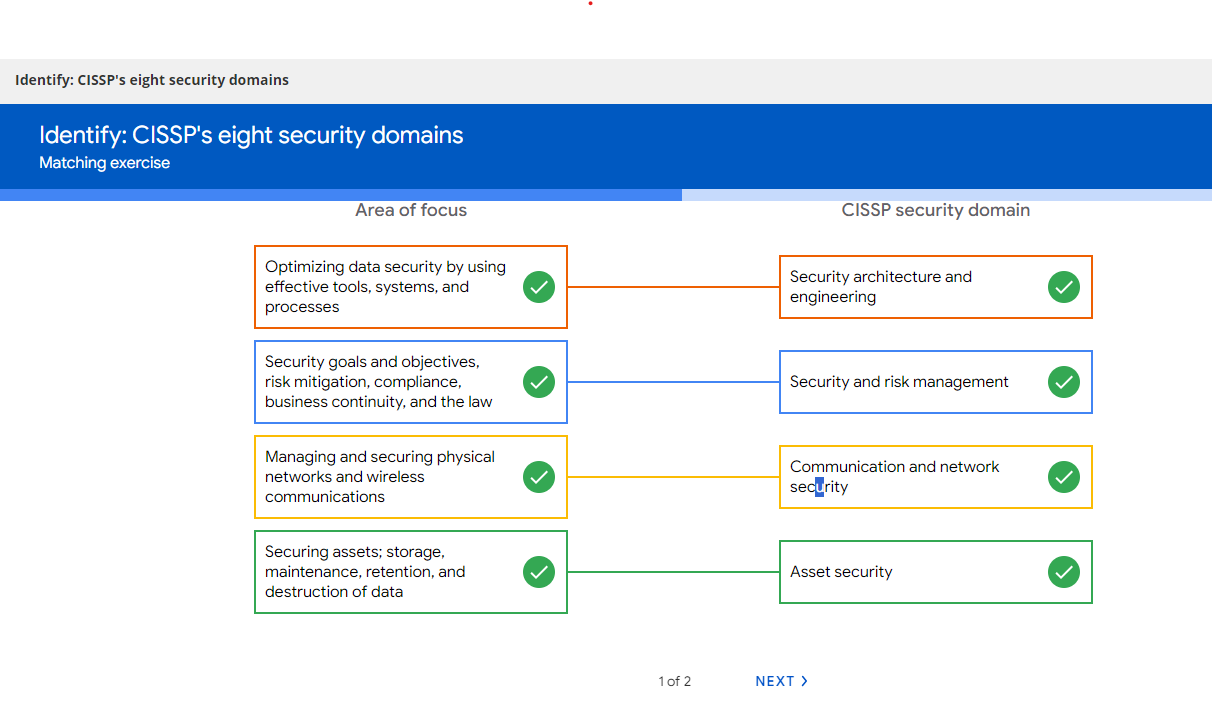 Identify: CISSP's eight security domains
Identify: CISSP's eight security domains
Matching exercise
Area of focus
CISSP security domain
Optimizing data security by using
effective tools, systems, and
processes
Security architecture and
engineering
Security goals and objectives,
risk mitigation, compliance,
business continuity, and the law
Security and risk management
Managing and securing physical
networks and wireless
communications
Communication and network
security
Securing assets; storage,
maintenance, retention, and
destruction of data
Asset security
1 of 2
NEXT